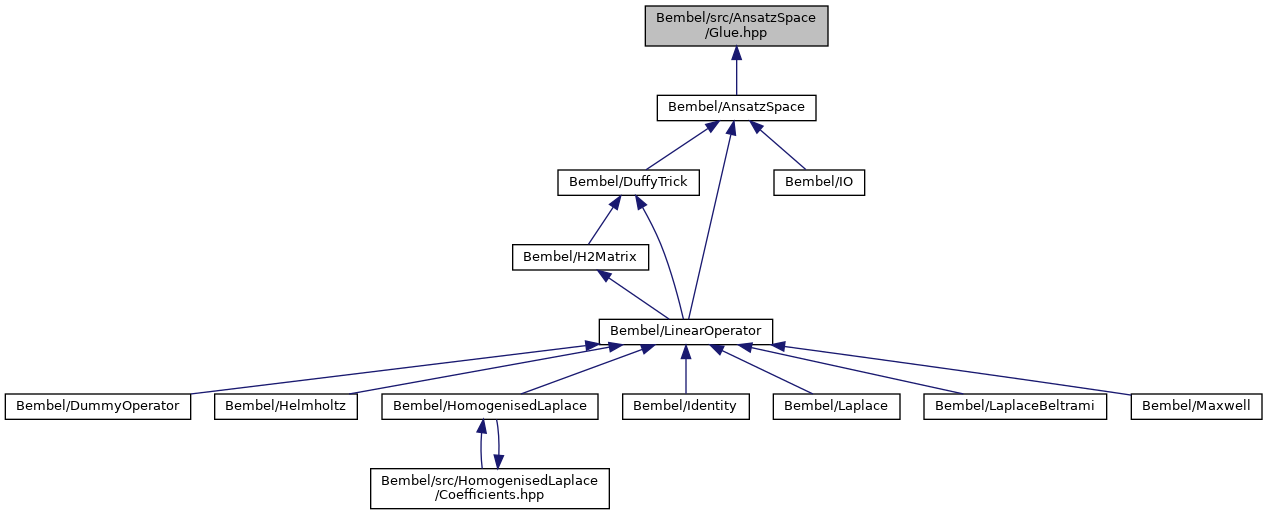 Bembel/src/AnsatzSpace
/Glue.hpp
Bembel/AnsatzSpace
Bembel/DuffyTrick
Bembel/IO
Bembel/H2Matrix
Bembel/LinearOperator
Bembel/DummyOperator
Bembel/Helmholtz
Bembel/HomogenisedLaplace
Bembel/Identity
Bembel/Laplace
Bembel/LaplaceBeltrami
Bembel/Maxwell
Bembel/src/HomogenisedLaplace
/Coefficients.hpp